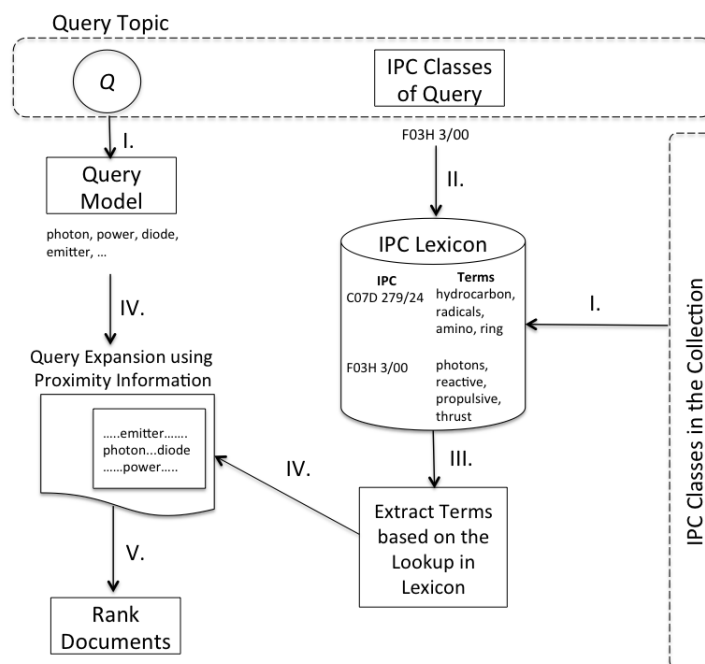 Query Topic
Q
IPC Classes
of Query
I.
F03H 3/00
Query
Model
II.
photon, power, diode,
emitter, ...
IPC Lexicon
IPC Terms
C07D 279/24 hydrocarbon,
radicals,
amino, ring
F03H 3/00 photons,
reactive,
propulsive,
thrust
I.
IPC Classes in the Collection
IV.
Query Expansion using
Proximity Information
.....emitter.......
photon...diode
......power.....
IV.
III.
Extract Terms
based on the
Lookup in
Lexicon
V.
Rank
Documents